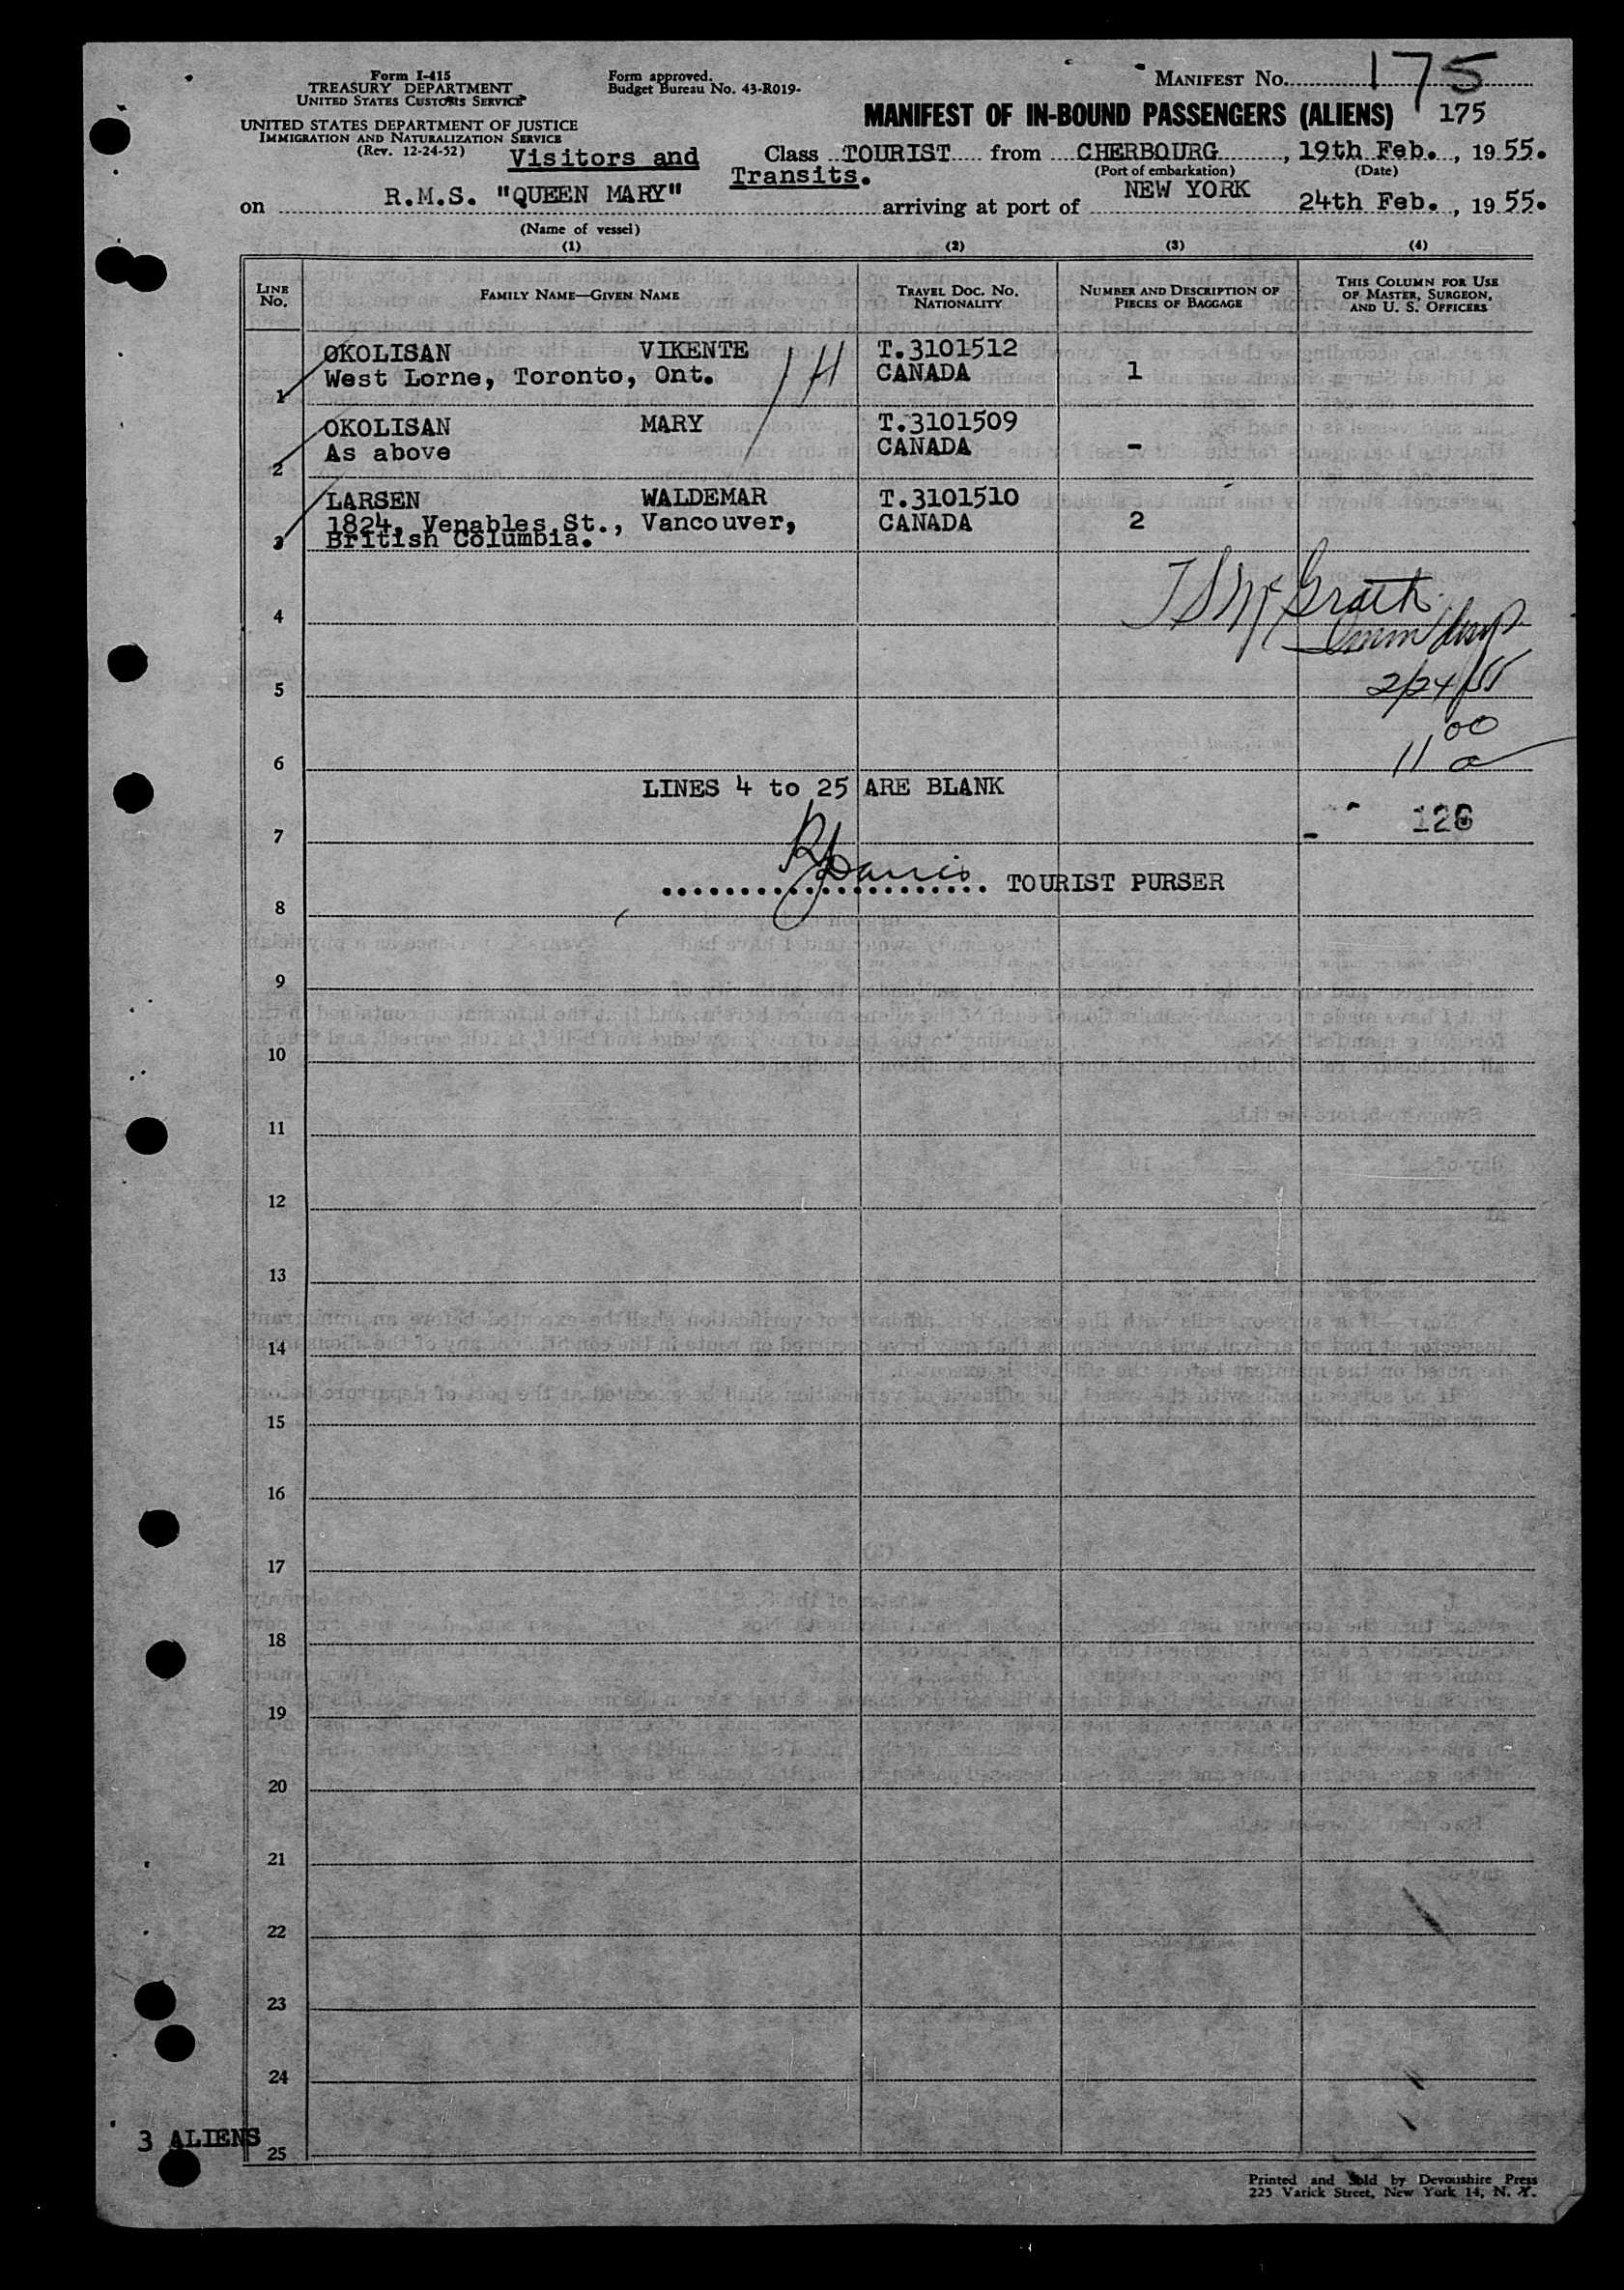 Form I-415
TREASURY DEPARTMENT
UNITED STATES CUSTOMS SERVICE
UNITED STATES DEPARTMENT OF JUSTICE
IMMIGRATION AND NATURALIZATION SERVICE
(Rev. 12-24-52)
Form approved.
Budget Bureau No. 43-R019-
MANIFEST NO. 175
MANIFEST OF IN-BOUND PASSENGERS (ALIENS) 175
Visitors and Transits.
Class TOURIST from CHERBOURG, 19th Feb., 1955.
(Port of embarkation) (Date)
on R.M.S. "QUEEN MARY" arriving at port of NEW YORK 24th Feb., 1955.
(Name of vessel)
(1) (2) (3) (4)
LINE NO. FAMILY NAME—GIVEN NAME TRAVEL DOC. NO. NATIONALITY NUMBER AND DESCRIPTION OF PIECES OF BAGGAGE THIS COLUMN FOR USE OF MASTER, SURGEON, AND U. S. OFFICERS
OKOLISAN VIKENTE T.3101512
1 West Lorne, Toronto, Ont. CANADA 1
OKOLISAN MARY T.3101509
2 As above CANADA -
LARSEN WALDEMAR T.3101510
1824, Venables St., Vancouver, CANADA 2
3 British Columbia.
T S McGrath
4
Imm Insp
5 2/24/55
6 11 00 a
LINES 4 to 25 ARE BLANK
7 126
TOURIST PURSER
8
9
10
11
12
13
14
15
16
17
18
19
20
21
22
23
24
3 ALIENS
25
Printed and Sold by Devonshire Press
225 Varick Street, New York 14, N. Y.